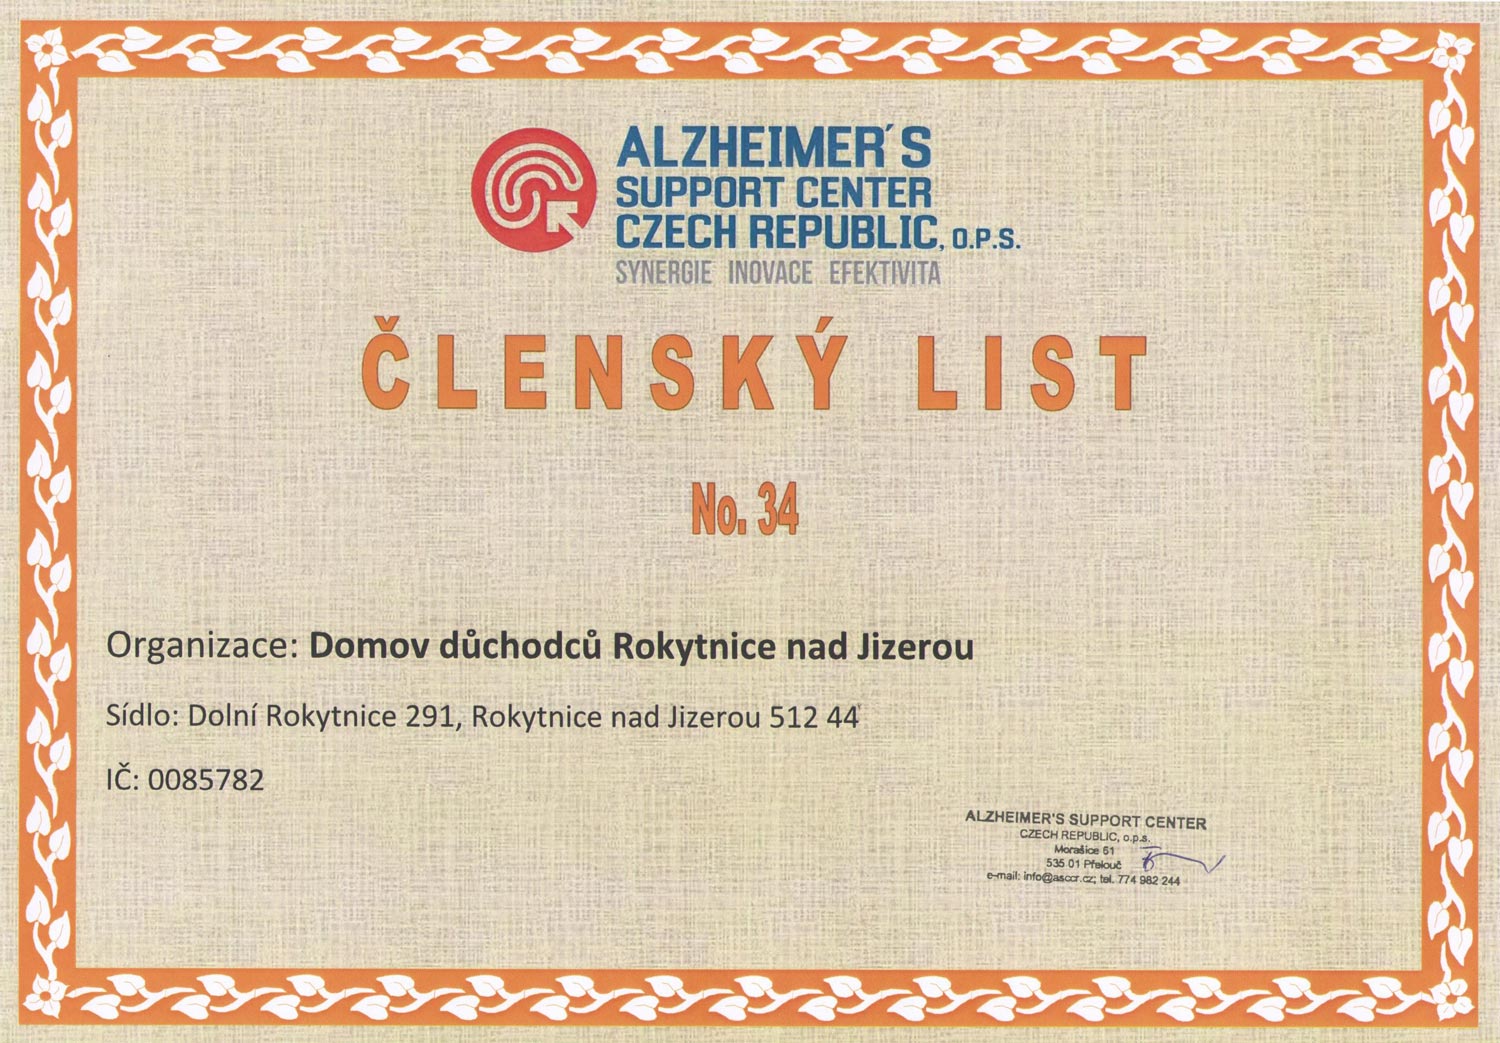 ALZHEIMER´S
SUPPORT CENTER
CZECH REPUBLIC, O.P.S.
SYNERGIE INOVACE EFEKTIVITA
ČLENSKÝ LIST
No. 34
Organizace: Domov důchodců Rokytnice nad Jizerou
Sídlo: Dolní Rokytnice 291, Rokytnice nad Jizerou 512 44
IČ: 0085782
ALZHEIMER'S SUPPORT CENTER
CZECH REPUBLIC, o.p.s.
Morašice 61
535 01 Přelouč
e-mail: info@asccr.cz; tel. 774 982 244